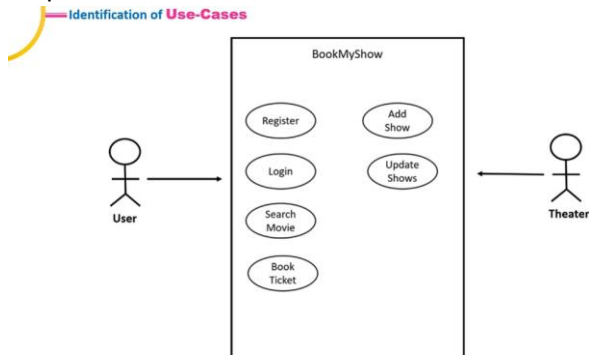 Identification of Use-Cases
BookMyShow
Register
Add
Show
Login
Update
Shows
Search
Movie
Book
Ticket
User
Theater